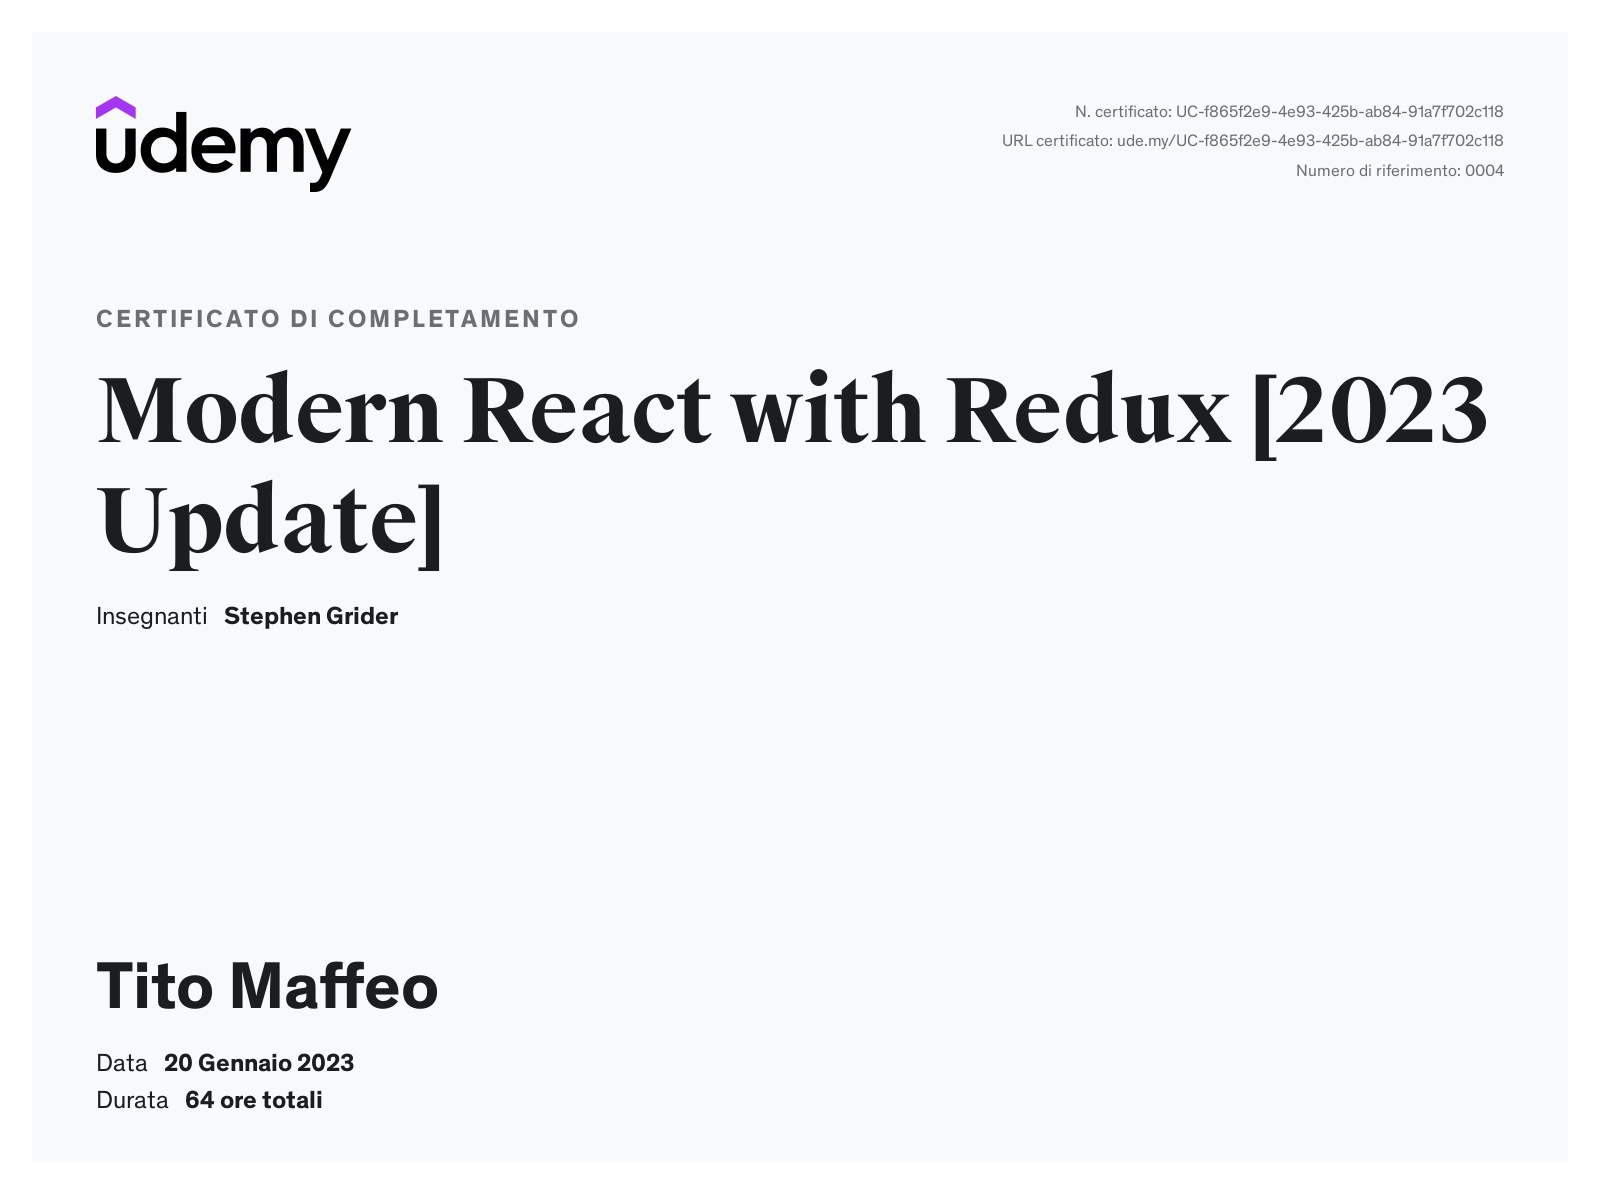 udemy
N. certificato: UC-f865f2e9-4e93-425b-ab84-91a7f702c118
URL certificato: ude.my/UC-f865f2e9-4e93-425b-ab84-91a7f702c118
Numero di riferimento: 0004
CERTIFICATO DI COMPLETAMENTO
Modern React with Redux [2023
Update]
Insegnanti Stephen Grider
Tito Maffeo
Data 20 Gennaio 2023
Durata 64 ore totali